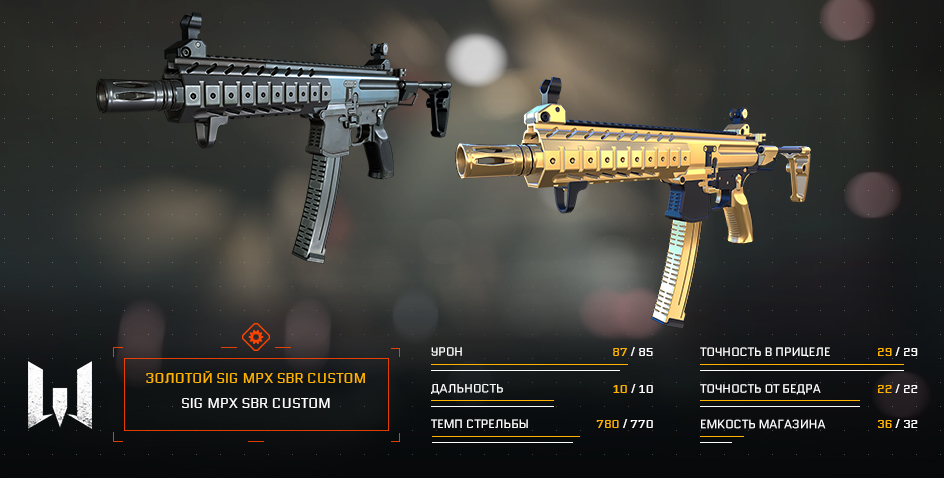 ЗОЛОТОЙ SIG MPX SBR CUSTOM
SIG MPX SBR CUSTOM
УРОН 87 / 85
ДАЛЬНОСТЬ 10 / 10
ТЕМП СТРЕЛЬБЫ 780 / 770
ТОЧНОСТЬ В ПРИЦЕЛЕ 29 / 29
ТОЧНОСТЬ ОТ БЕДРА 22 / 22
ЕМКОСТЬ МАГАЗИНА 36 / 32